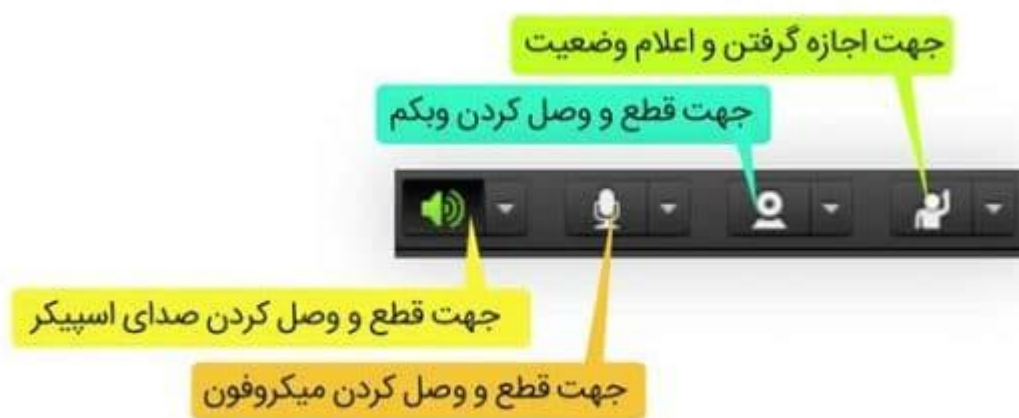 جهت اجازه گرفتن و اعلام وضعیت
جهت قطع و وصل کردن وبکم
جهت قطع و وصل کردن صدای اسپیکر
جهت قطع و وصل کردن میکروفون